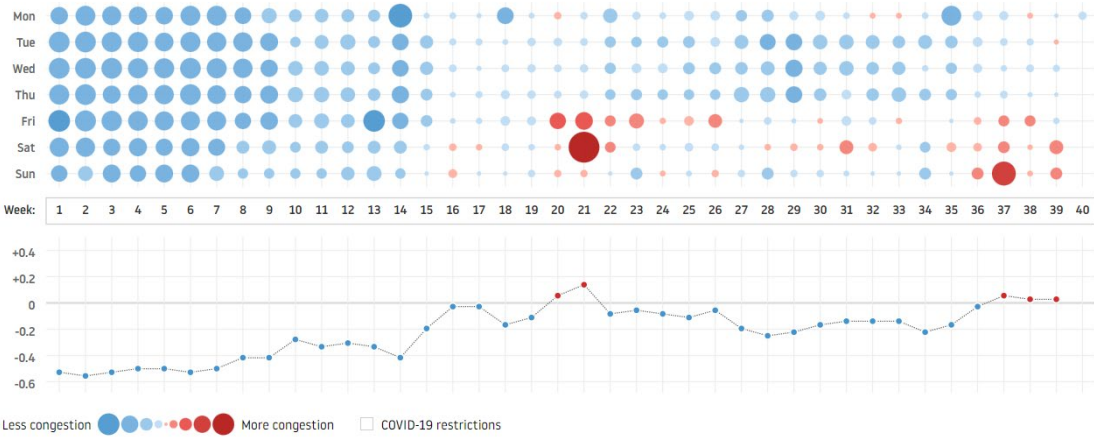 Mon
Tue
Wed
Thu
Fri
Sat
Sun
Week: 1 2 3 4 5 6 7 8 9 10 11 12 13 14 15 16 17 18 19 20 21 22 23 24 25 26 27 28 29 30 31 32 33 34 35 36 37 38 39 40
+0.4
+0.2
0
-0.2
-0.4
-0.6
Less congestion More congestion COVID-19 restrictions